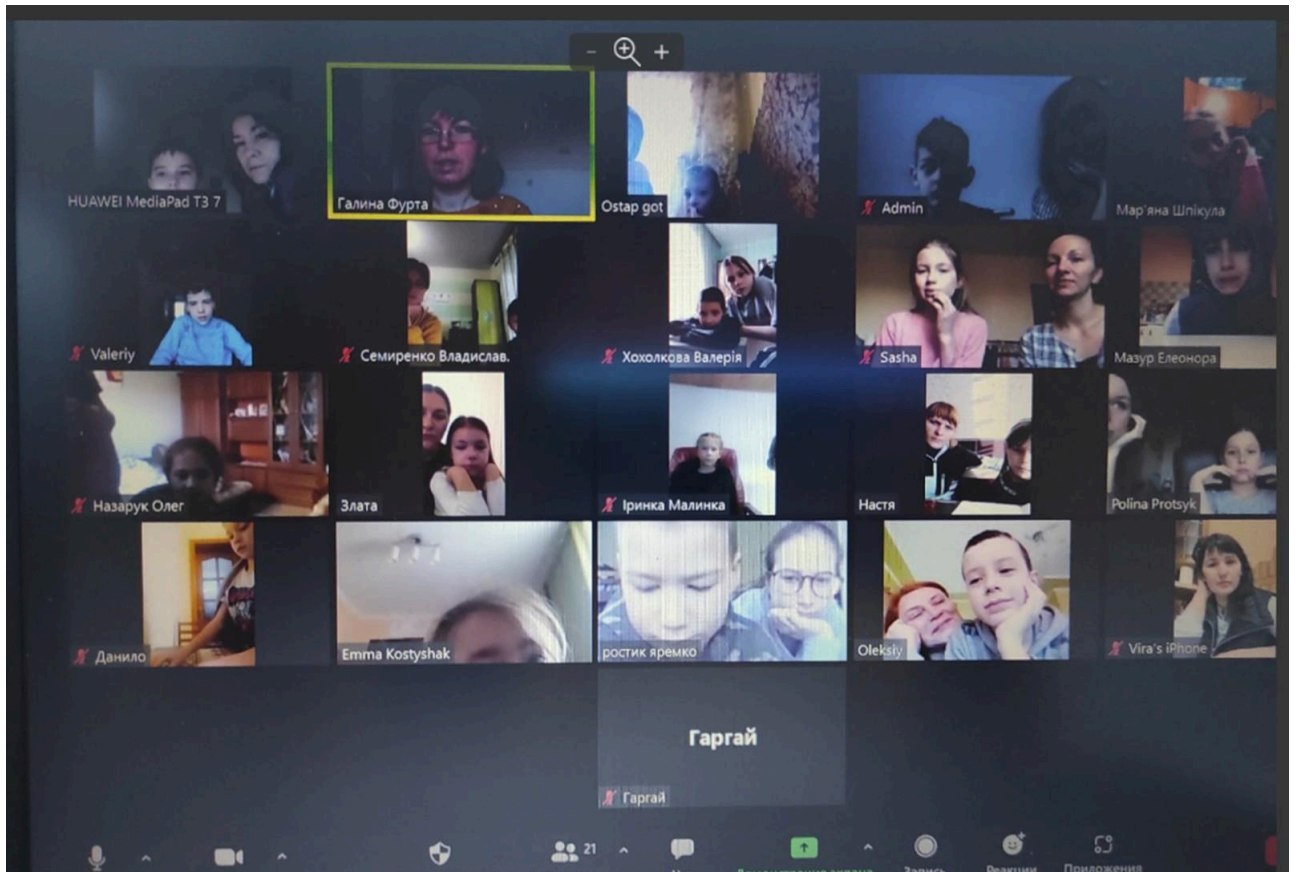 HUAWEI MediaPad T3 7
Галина Фурта
Ostap got
Admin
Мар'яна Шпікула
Valeriy
Семиренко Владислав.
Хохолкова Валерія
Sasha
Мазур Елеонора
Назарук Олег
Злата
Іринка Малинка
Настя
Polina Protsyk
Данило
Emma Kostyshak
ростик яремко
Oleksiy
Vira's iPhone
Гаргай
Гаргай
21
Демонстрация экрана
Запись
Реакции
Приложения